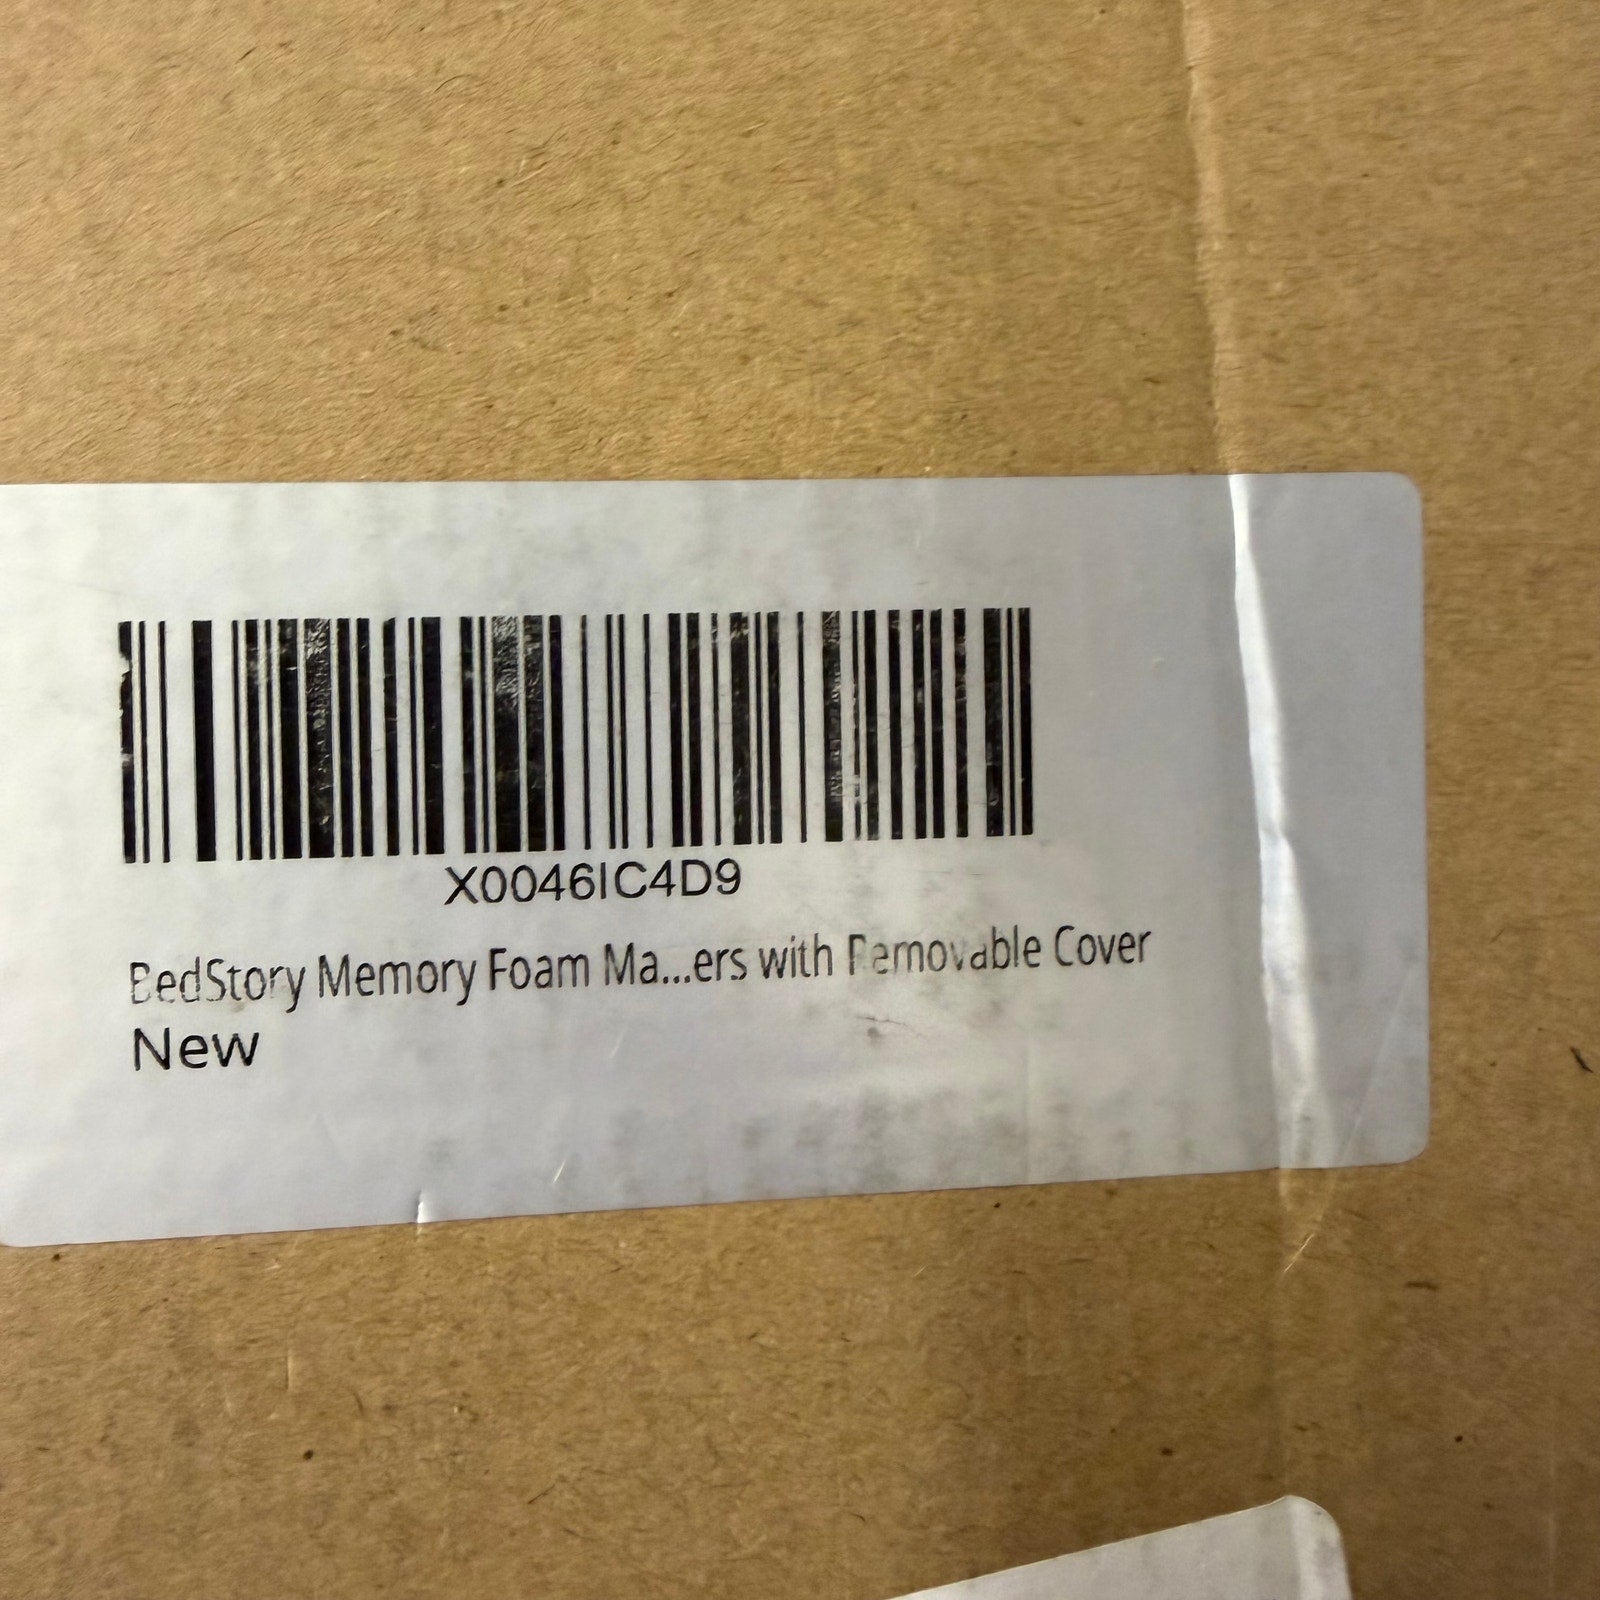 X0046IC4D9
BedStory Memory Foam Ma...ers with Removable Cover
New